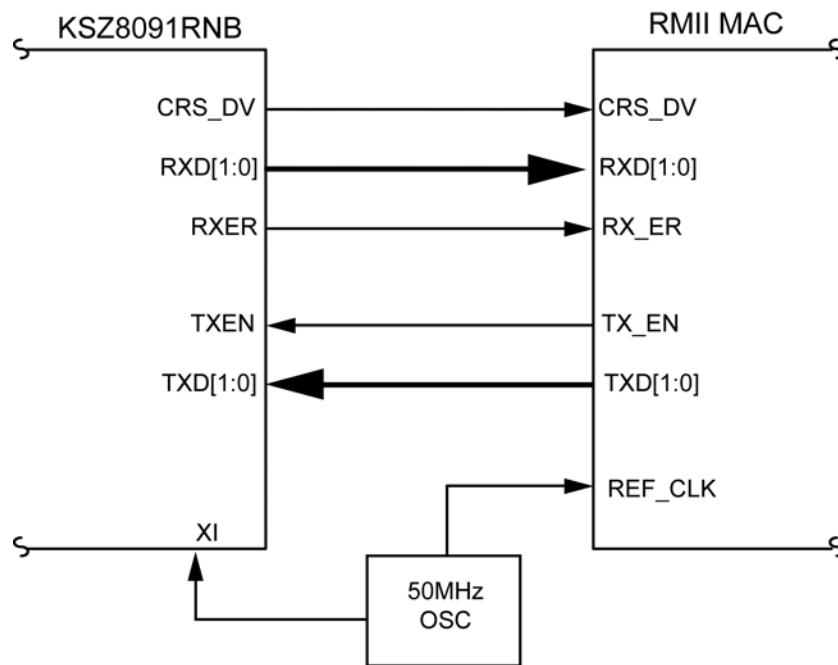 KSZ8091RNB
RMII MAC
CRS_DV
CRS_DV
RXD[1:0]
RXD[1:0]
RXER
RX_ER
TXEN
TX_EN
TXD[1:0]
TXD[1:0]
REF_CLK
XI
50MHz
OSC